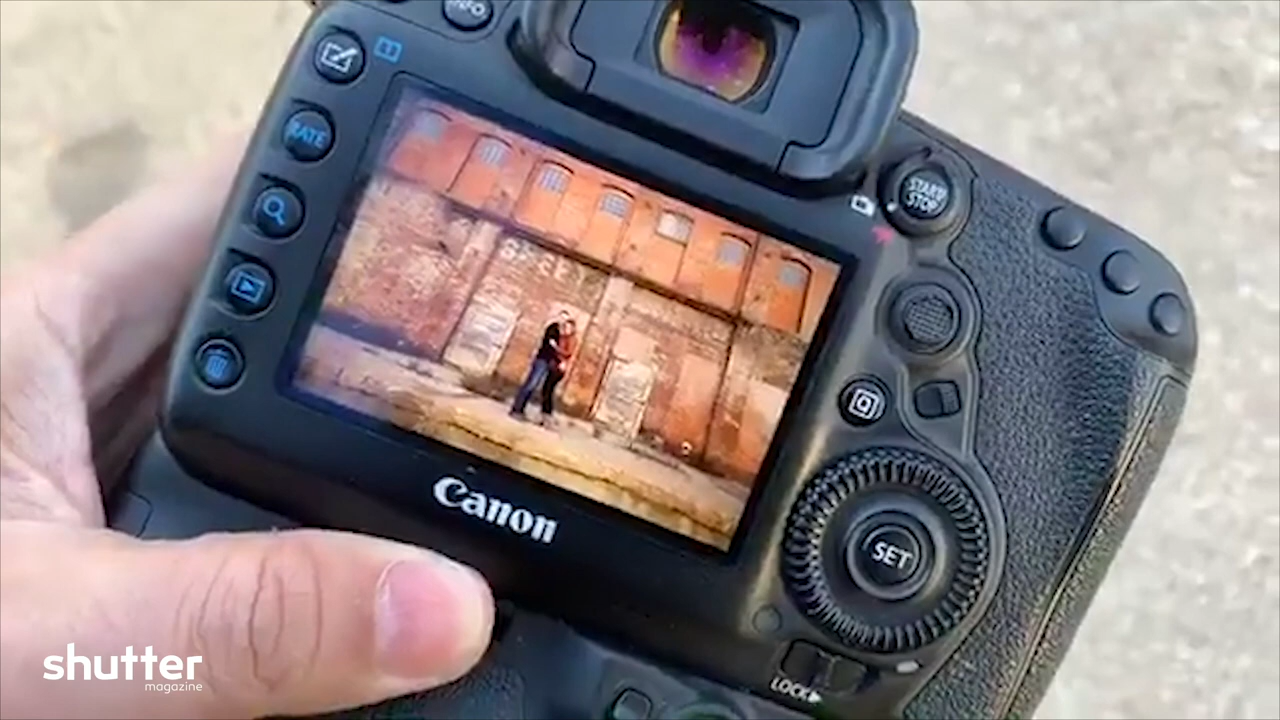 INFO
RATE
START/
STOP
Q
Canon
SET
LOCK▶
shutter
magazine